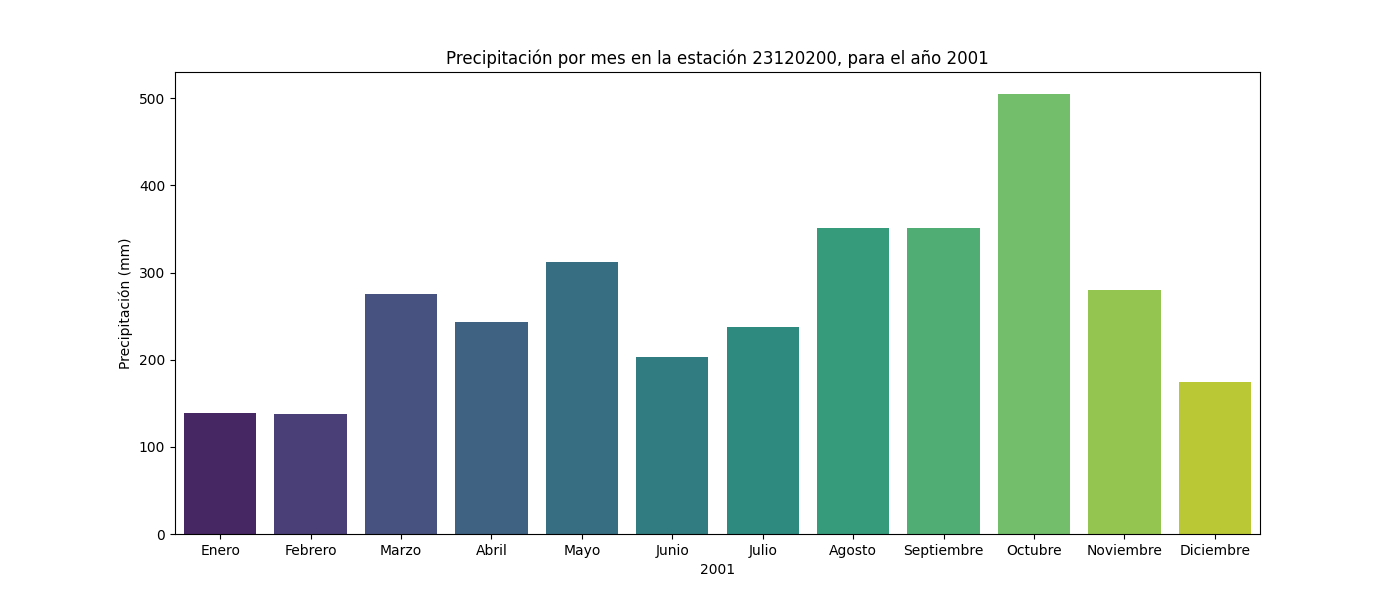 Precipitación por mes en la estación 23120200, para el año 2001
Precipitación (mm)
500
400
300
200
100
0
Enero Febrero Marzo Abril Mayo Junio Julio Agosto Septiembre Octubre Noviembre Diciembre
2001